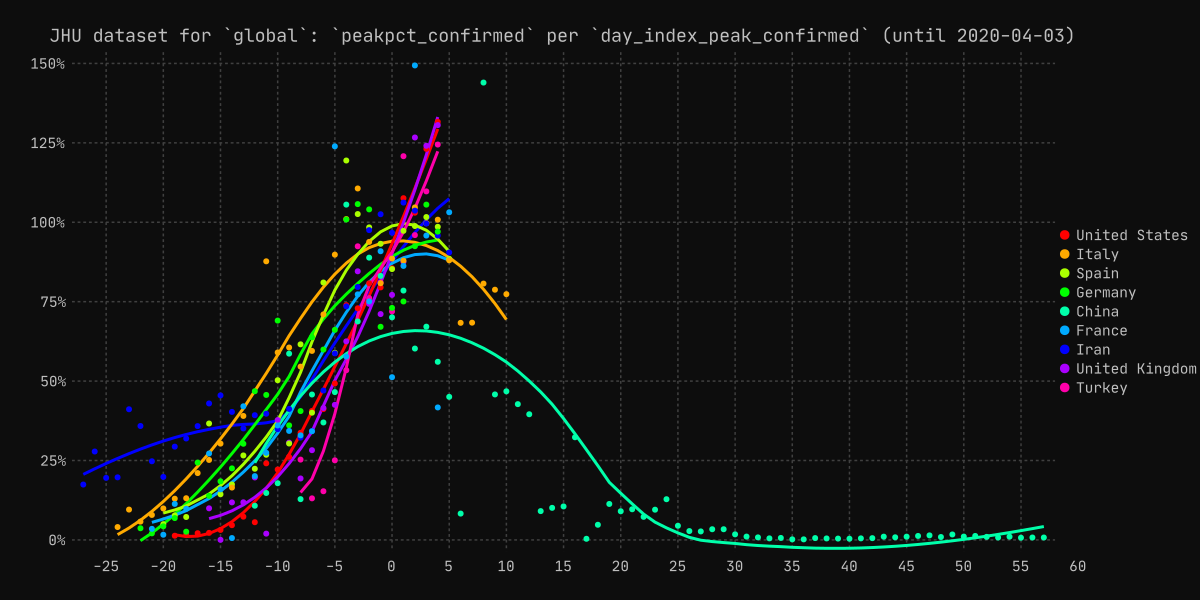 JHU dataset for `global`: `peakpct_confirmed` per `day_index_peak_confirmed` (until 2020-04-03)
150%
125%
100%
75%
50%
25%
0%
United States
Italy
Spain
Germany
China
France
Iran
United Kingdom
Turkey
-25 -20 -15 -10 -5 0 5 10 15 20 25 30 35 40 45 50 55 60